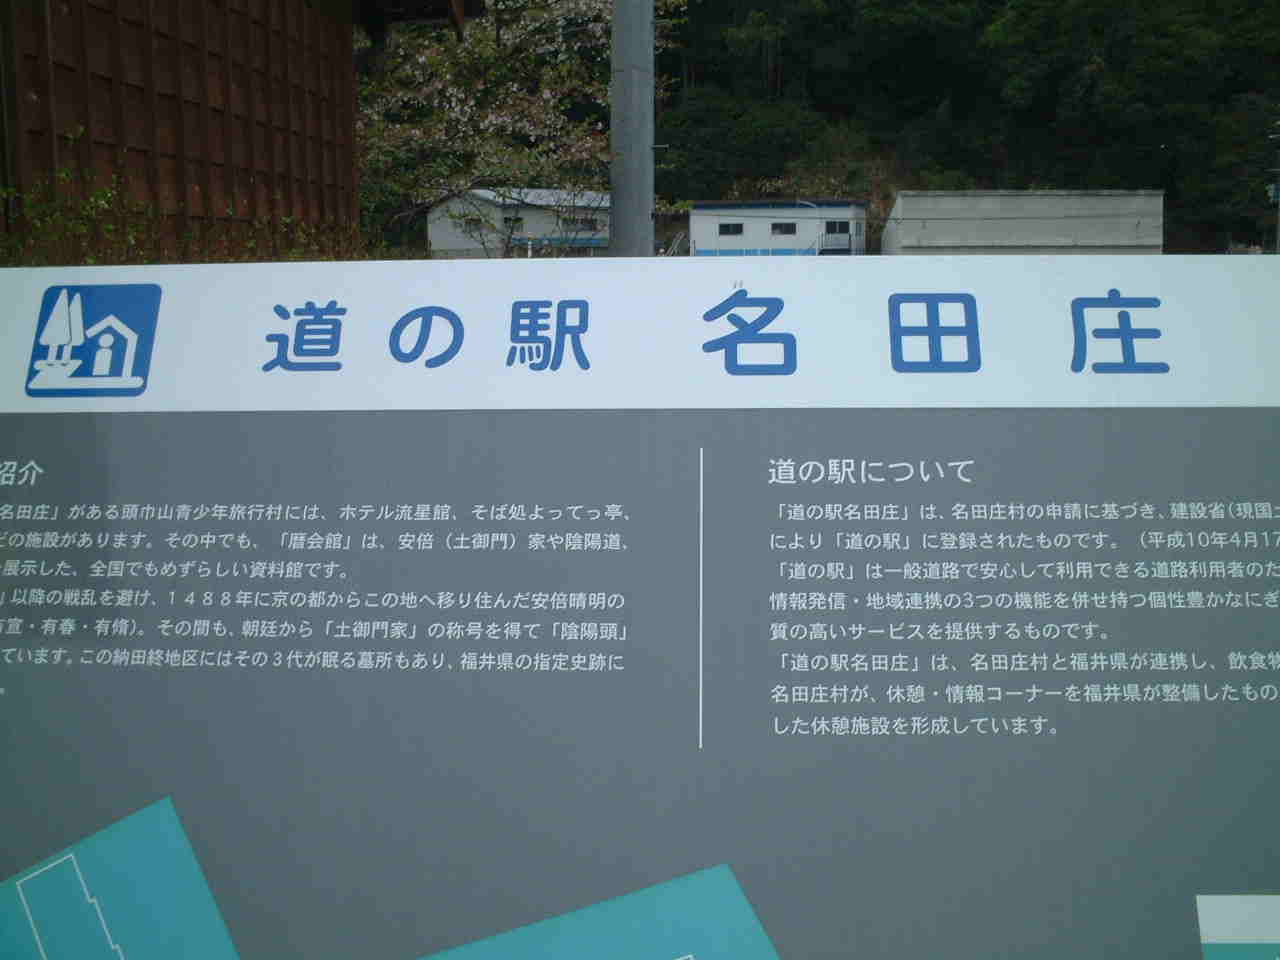 道の駅 名田庄
紹介
名田庄」がある頭巾山青少年旅行村には、ホテル流星館、そば処よってっ亭、
どの施設があります。その中でも、「暦会館」は、安倍（土御門）家や陰陽道、
展示した、全国でもめずらしい資料館です。
」以降の戦乱を避け、１４８８年に京の都からこの地へ移り住んだ安倍晴明の
有宣・有春・有脩）。その間も、朝廷から「土御門家」の称号を得て「陰陽頭」
ています。この納田終地区にはその３代が眠る墓所もあり、福井県の指定史跡に
。
道の駅について
「道の駅名田庄」は、名田庄村の申請に基づき、建設省（現国土
により「道の駅」に登録されたものです。（平成10年4月17
「道の駅」は一般道路で安心して利用できる道路利用者のた
情報発信・地域連携の3つの機能を併せ持つ個性豊かなにぎ
質の高いサービスを提供するものです。
「道の駅名田庄」は、名田庄村と福井県が連携し、飲食物
名田庄村が、休憩・情報コーナーを福井県が整備したもの
した休憩施設を形成しています。